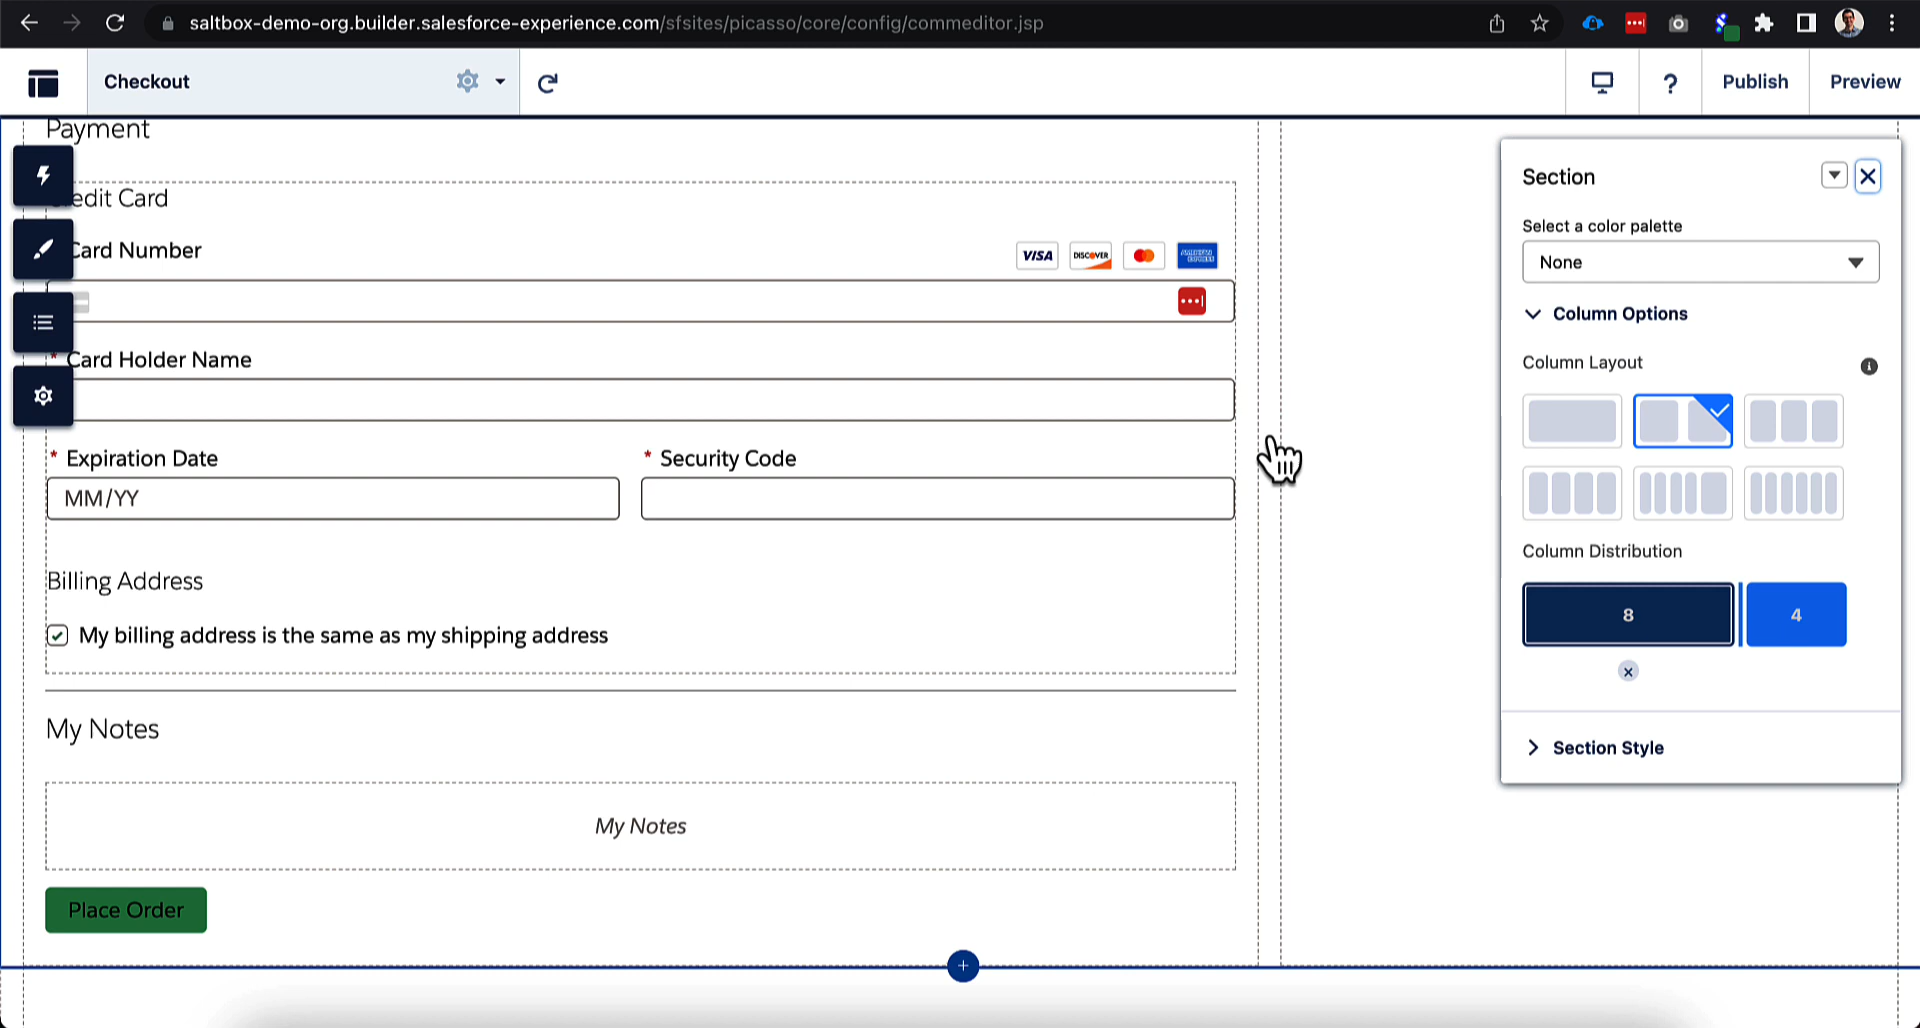 saltbox-demo-org.builder.salesforce-experience.com/sfsites/picasso/core/config/commeditor.jsp
Checkout
?
Publish
Preview
Payment
edit Card
Card Number
VISA
DISCOVER
AMERICAN EXPRESS
* Card Holder Name
* Expiration Date
* Security Code
MM/YY
Billing Address
My billing address is the same as my shipping address
My Notes
My Notes
Place Order
+
Section
Select a color palette
None
Column Options
Column Layout
Column Distribution
8
4
Section Style